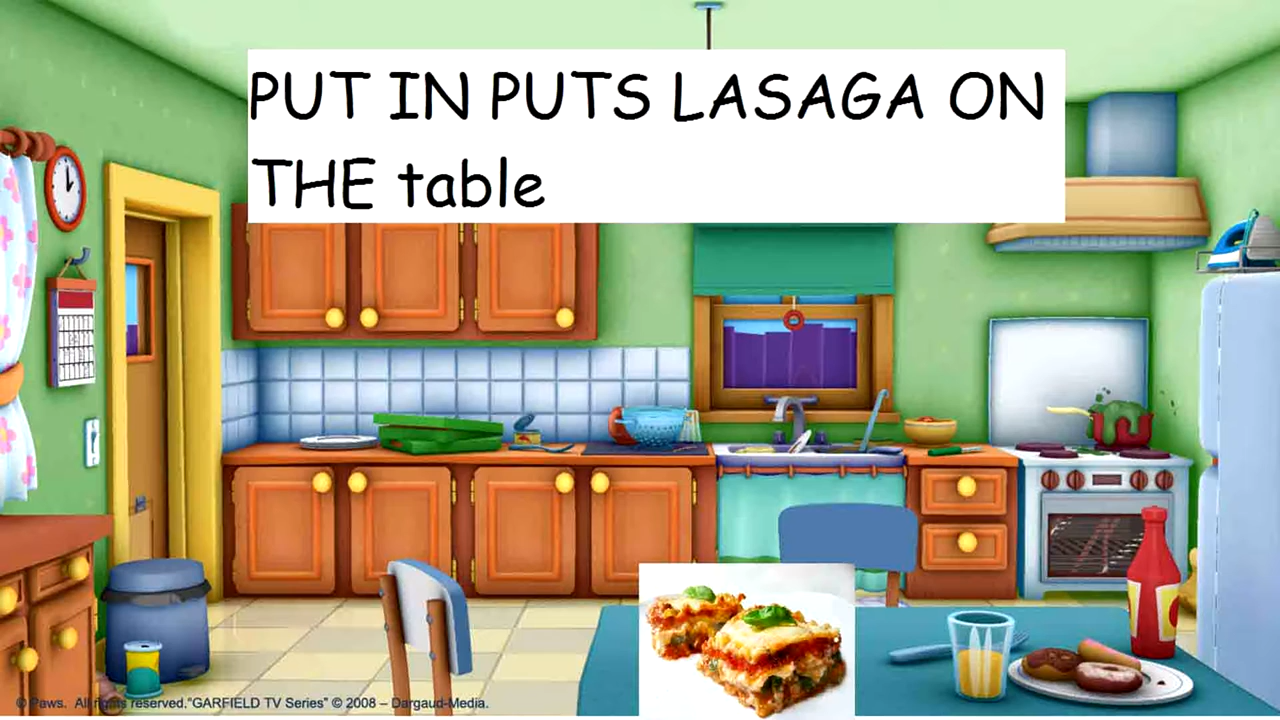 PUT IN PUTS LASAGA ON
THE table
© Paws. All rights reserved."GARFIELD TV Series" © 2008 – Dargaud-Media.